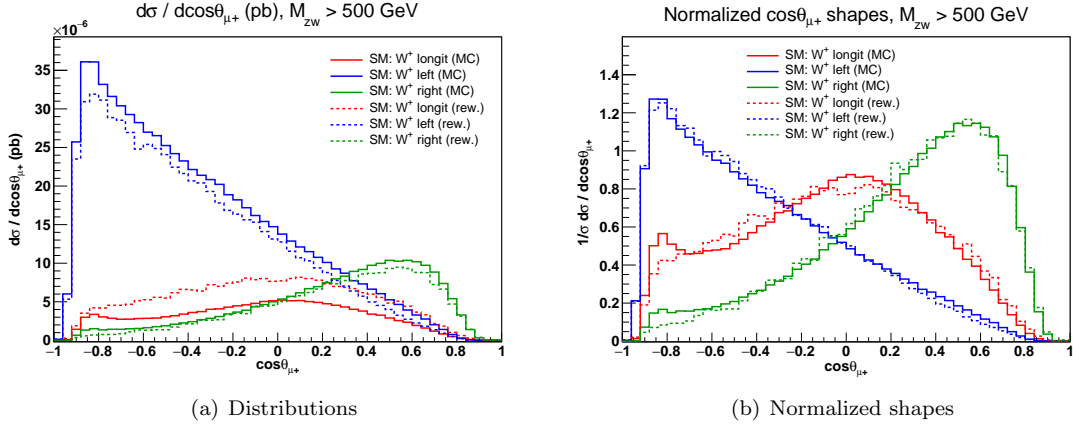 dσ / dcosθμ+ (pb), Mzw > 500 GeV
×10⁻⁶
dσ / dcosθμ+ (pb)
35
30
25
20
15
10
5
0
SM: W⁺ longit (MC)
SM: W⁺ left (MC)
SM: W⁺ right (MC)
SM: W⁺ longit (rew.)
SM: W⁺ left (rew.)
SM: W⁺ right (rew.)
−1 −0.8 −0.6 −0.4 −0.2 0 0.2 0.4 0.6 0.8 1
cosθμ+
(a) Distributions
Normalized cosθμ+ shapes, Mzw > 500 GeV
1/σ dσ / dcosθμ+
1.6
1.4
1.2
1
0.8
0.6
0.4
0.2
0
SM: W⁺ longit (MC)
SM: W⁺ left (MC)
SM: W⁺ right (MC)
SM: W⁺ longit (rew.)
SM: W⁺ left (rew.)
SM: W⁺ right (rew.)
−1 −0.8 −0.6 −0.4 −0.2 0 0.2 0.4 0.6 0.8 1
cosθμ+
(b) Normalized shapes